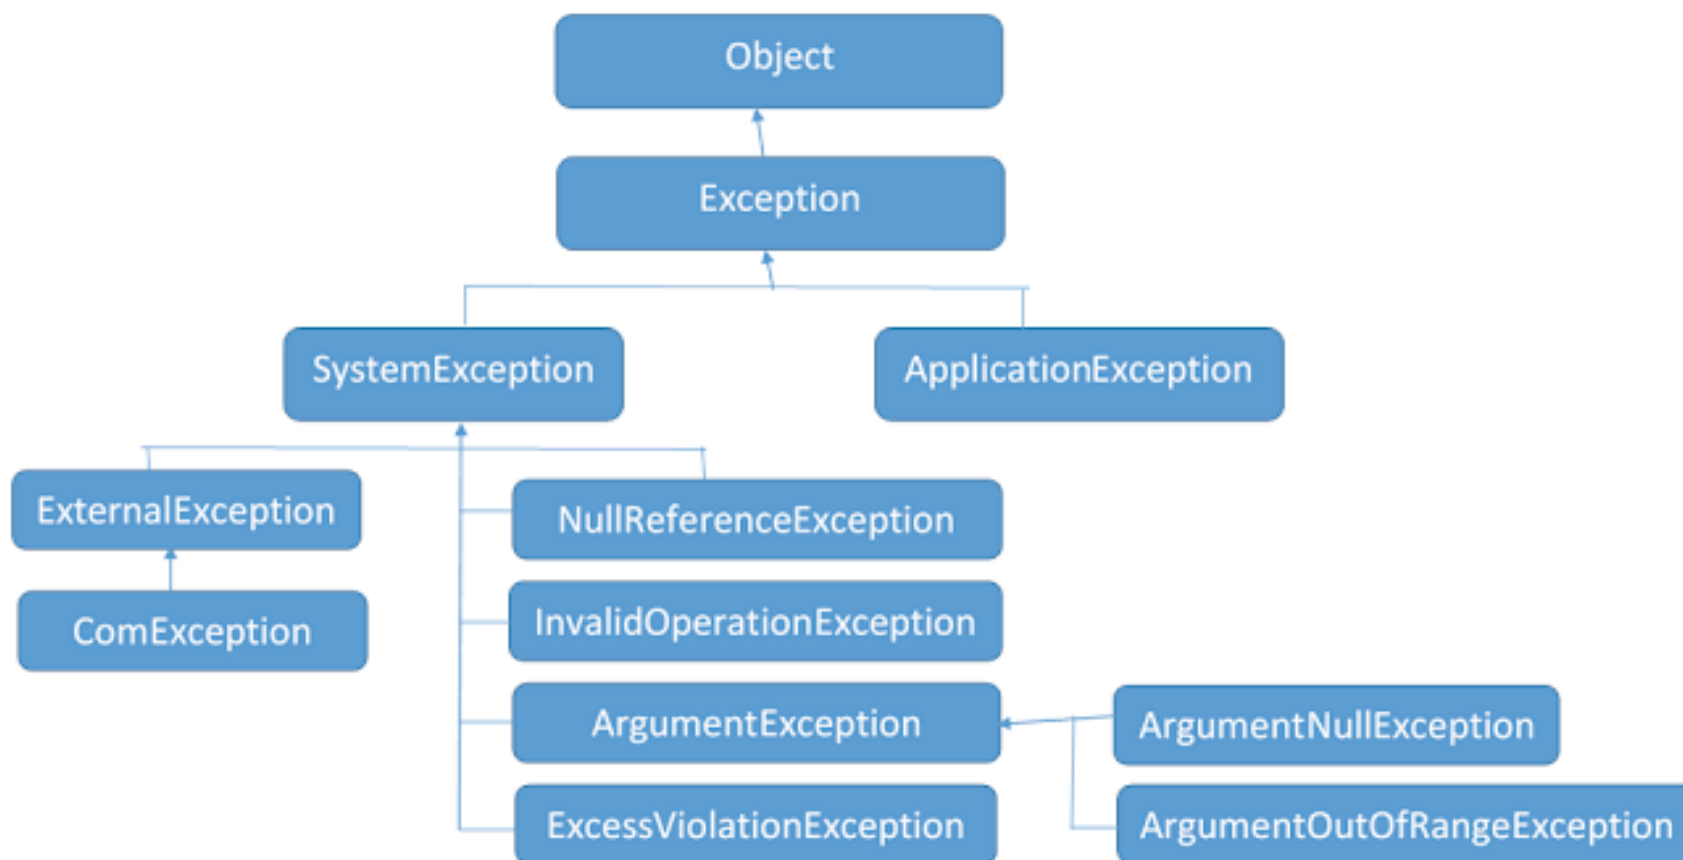 Object
Exception
SystemException
ApplicationException
ExternalException
NullReferenceException
ComException
InvalidOperationException
ArgumentException
ArgumentNullException
ExcessViolationException
ArgumentOutOfRangeException